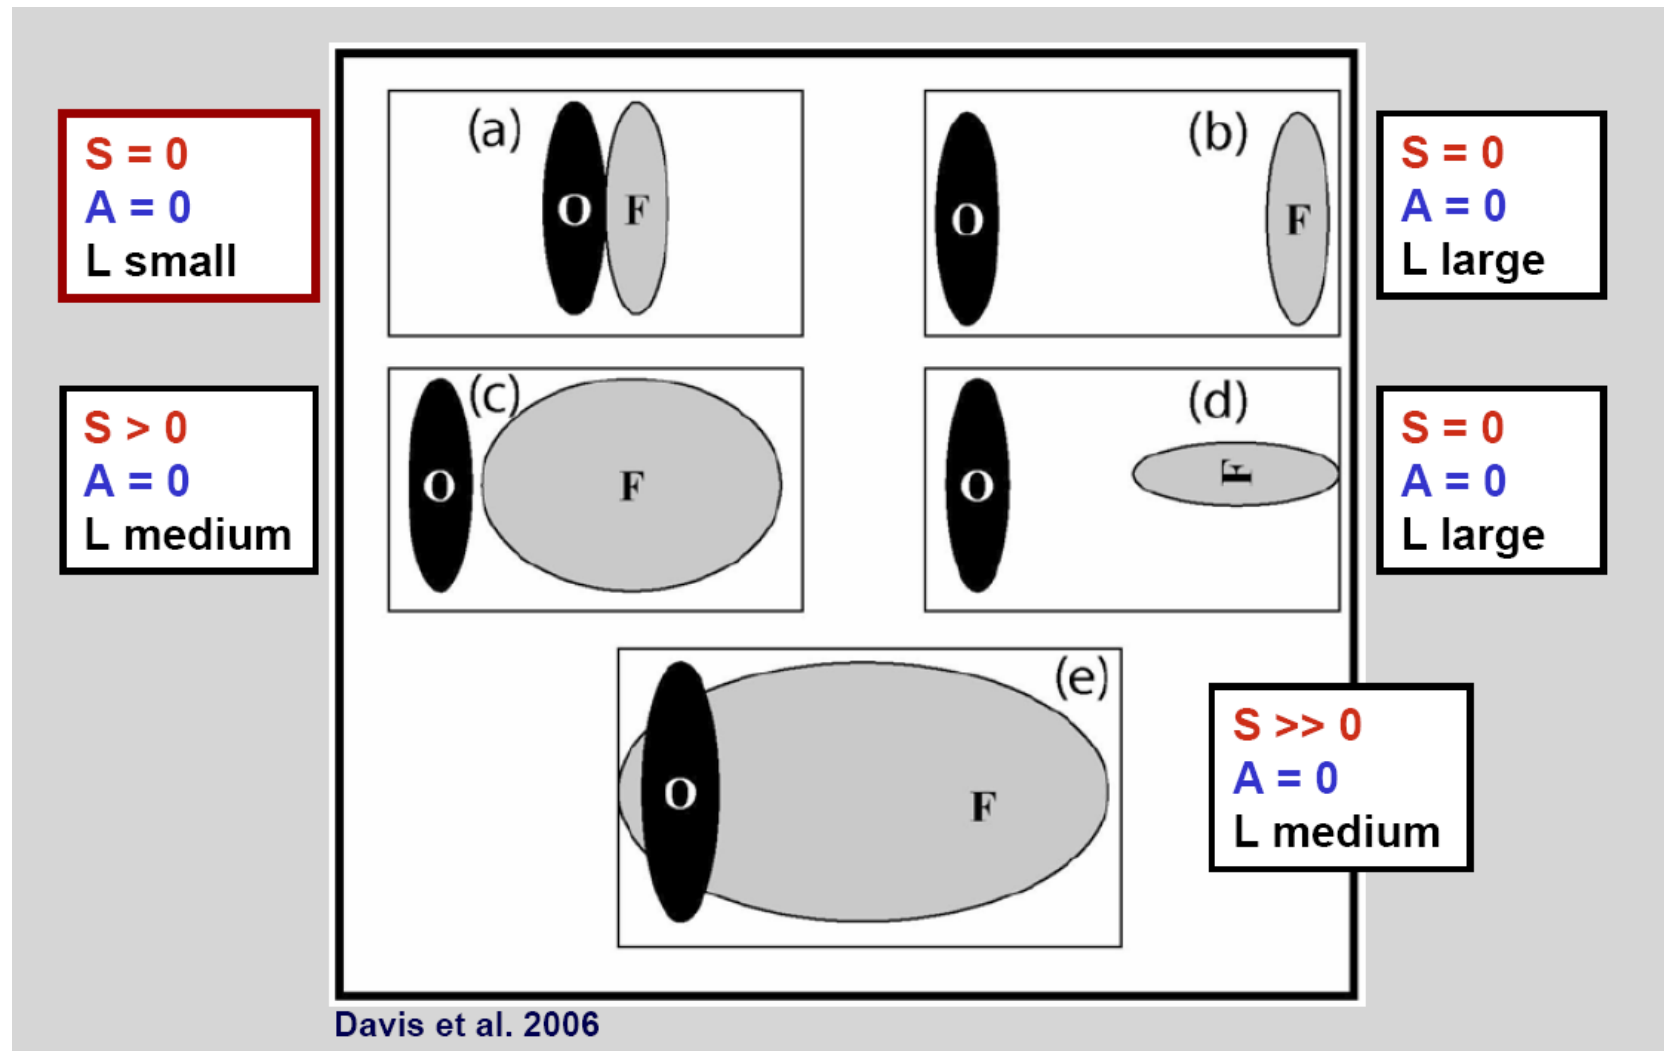 S = 0
A = 0
L small
(a)
O
F
(b)
O
F
S = 0
A = 0
L large
S > 0
A = 0
L medium
(c)
O
F
(d)
O
F
S = 0
A = 0
L large
(e)
O
F
S >> 0
A = 0
L medium
Davis et al. 2006